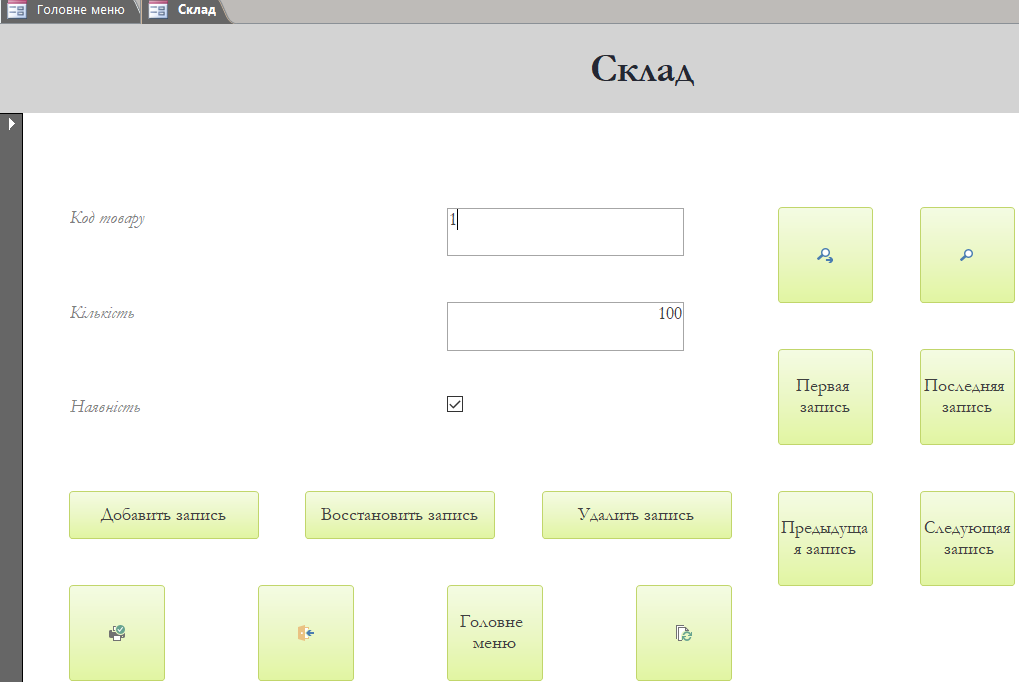 Головне меню
Склад
Склад
Код товару
1
Кількість
100
Наявність
Первая
запись
Последняя
запись
Добавить запись
Восстановить запись
Удалить запись
Предыдуща
я запись
Следующая
запись
Головне
меню